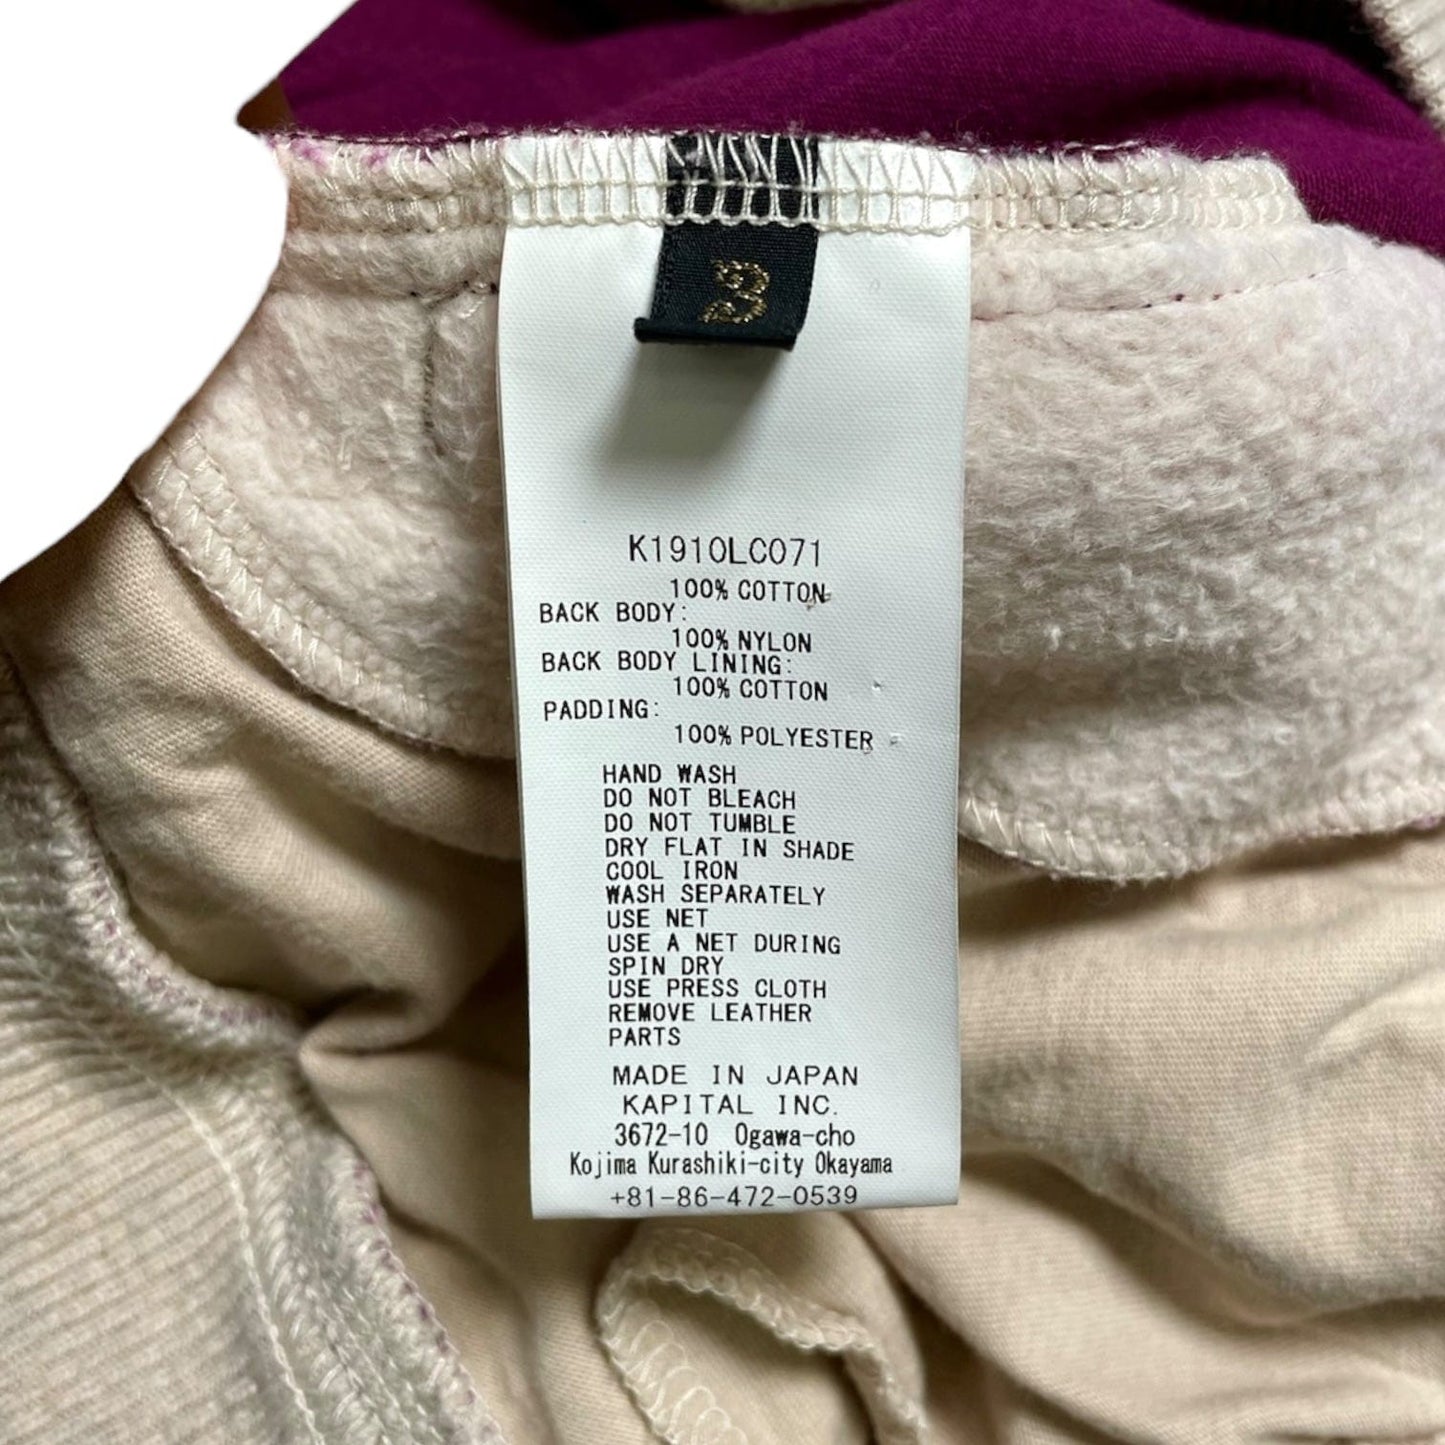 3
K1910LC071
100% COTTON
BACK BODY:
100% NYLON
BACK BODY LINING:
100% COTTON
PADDING:
100% POLYESTER
HAND WASH
DO NOT BLEACH
DO NOT TUMBLE
DRY FLAT IN SHADE
COOL IRON
WASH SEPARATELY
USE NET
USE A NET DURING
SPIN DRY
USE PRESS CLOTH
REMOVE LEATHER
PARTS
MADE IN JAPAN
KAPITAL INC.
3672-10 Ogawa-cho
Kojima Kurashiki-city Okayama
+81-86-472-0539